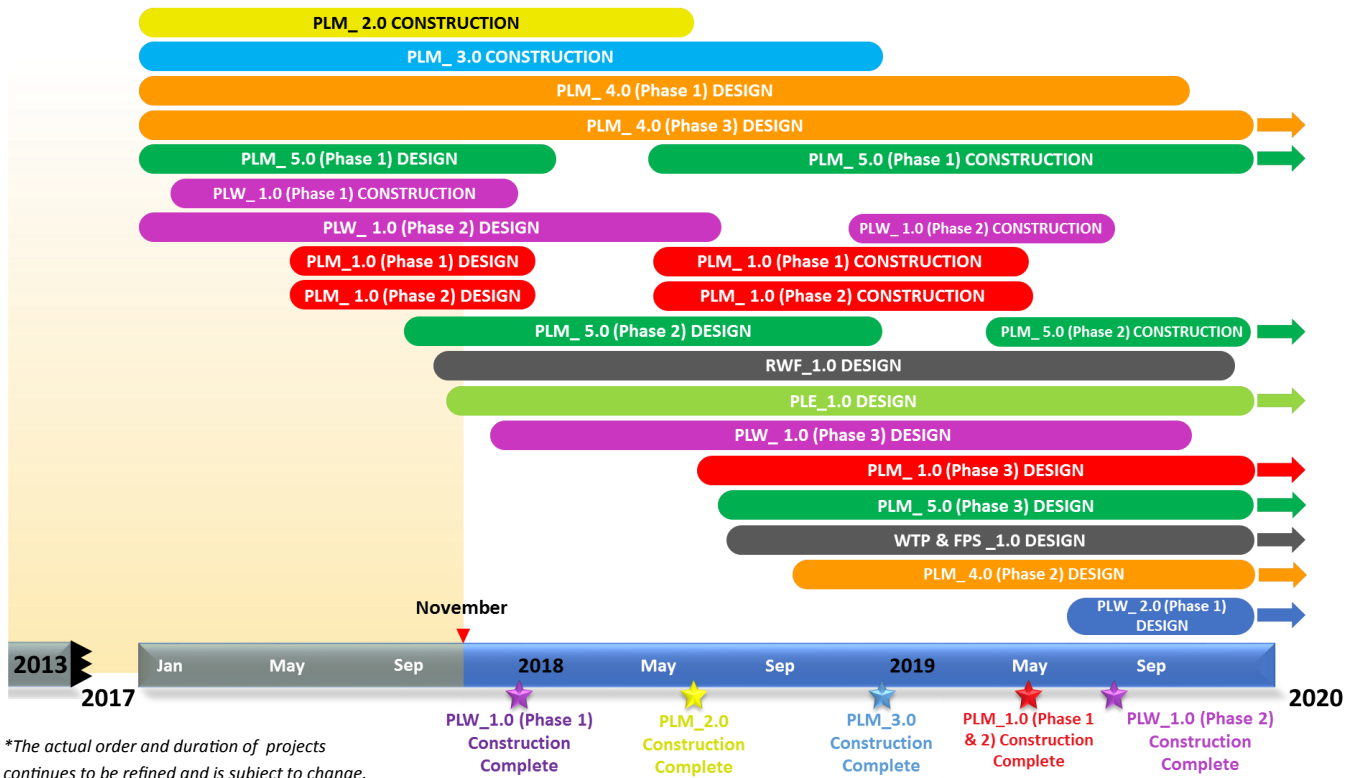 PLM_ 2.0 CONSTRUCTION
PLM_ 3.0 CONSTRUCTION
PLM_ 4.0 (Phase 1) DESIGN
PLM_ 4.0 (Phase 3) DESIGN
PLM_ 5.0 (Phase 1) DESIGN
PLM_ 5.0 (Phase 1) CONSTRUCTION
PLW_ 1.0 (Phase 1) CONSTRUCTION
PLW_ 1.0 (Phase 2) DESIGN
PLW_ 1.0 (Phase 2) CONSTRUCTION
PLM_1.0 (Phase 1) DESIGN
PLM_ 1.0 (Phase 1) CONSTRUCTION
PLM_ 1.0 (Phase 2) DESIGN
PLM_ 1.0 (Phase 2) CONSTRUCTION
PLM_ 5.0 (Phase 2) DESIGN
PLM_ 5.0 (Phase 2) CONSTRUCTION
RWF_1.0 DESIGN
PLE_1.0 DESIGN
PLW_ 1.0 (Phase 3) DESIGN
PLM_ 1.0 (Phase 3) DESIGN
PLM_ 5.0 (Phase 3) DESIGN
WTP & FPS _1.0 DESIGN
PLM_ 4.0 (Phase 2) DESIGN
PLW_ 2.0 (Phase 1)
DESIGN
November
2013
Jan
May
Sep
2018
May
Sep
2019
May
Sep
2017
2020
PLW_1.0 (Phase 1)
Construction
Complete
PLM_2.0
Construction
Complete
PLM_3.0
Construction
Complete
PLM_1.0 (Phase 1
& 2) Construction
Complete
PLW_1.0 (Phase 2)
Construction
Complete
*The actual order and duration of projects
continues to be refined and is subject to change.